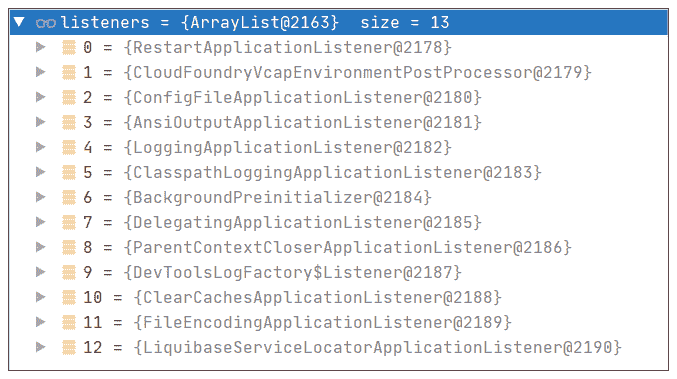 listeners = {ArrayList@2163} size = 13
0 = {RestartApplicationListener@2178}
1 = {CloudFoundryVcapEnvironmentPostProcessor@2179}
2 = {ConfigFileApplicationListener@2180}
3 = {AnsiOutputApplicationListener@2181}
4 = {LoggingApplicationListener@2182}
5 = {ClasspathLoggingApplicationListener@2183}
6 = {BackgroundPreinitializer@2184}
7 = {DelegatingApplicationListener@2185}
8 = {ParentContextCloserApplicationListener@2186}
9 = {DevToolsLogFactory$Listener@2187}
10 = {ClearCachesApplicationListener@2188}
11 = {FileEncodingApplicationListener@2189}
12 = {LiquibaseServiceLocatorApplicationListener@2190}